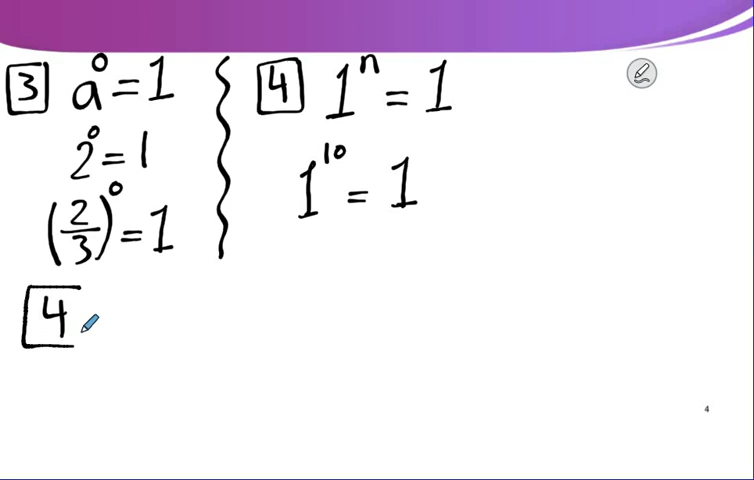 3 a⁰ = 1
2⁰ = 1
(2/3)⁰ = 1
4 1ⁿ = 1
1¹⁰ = 1
4
4